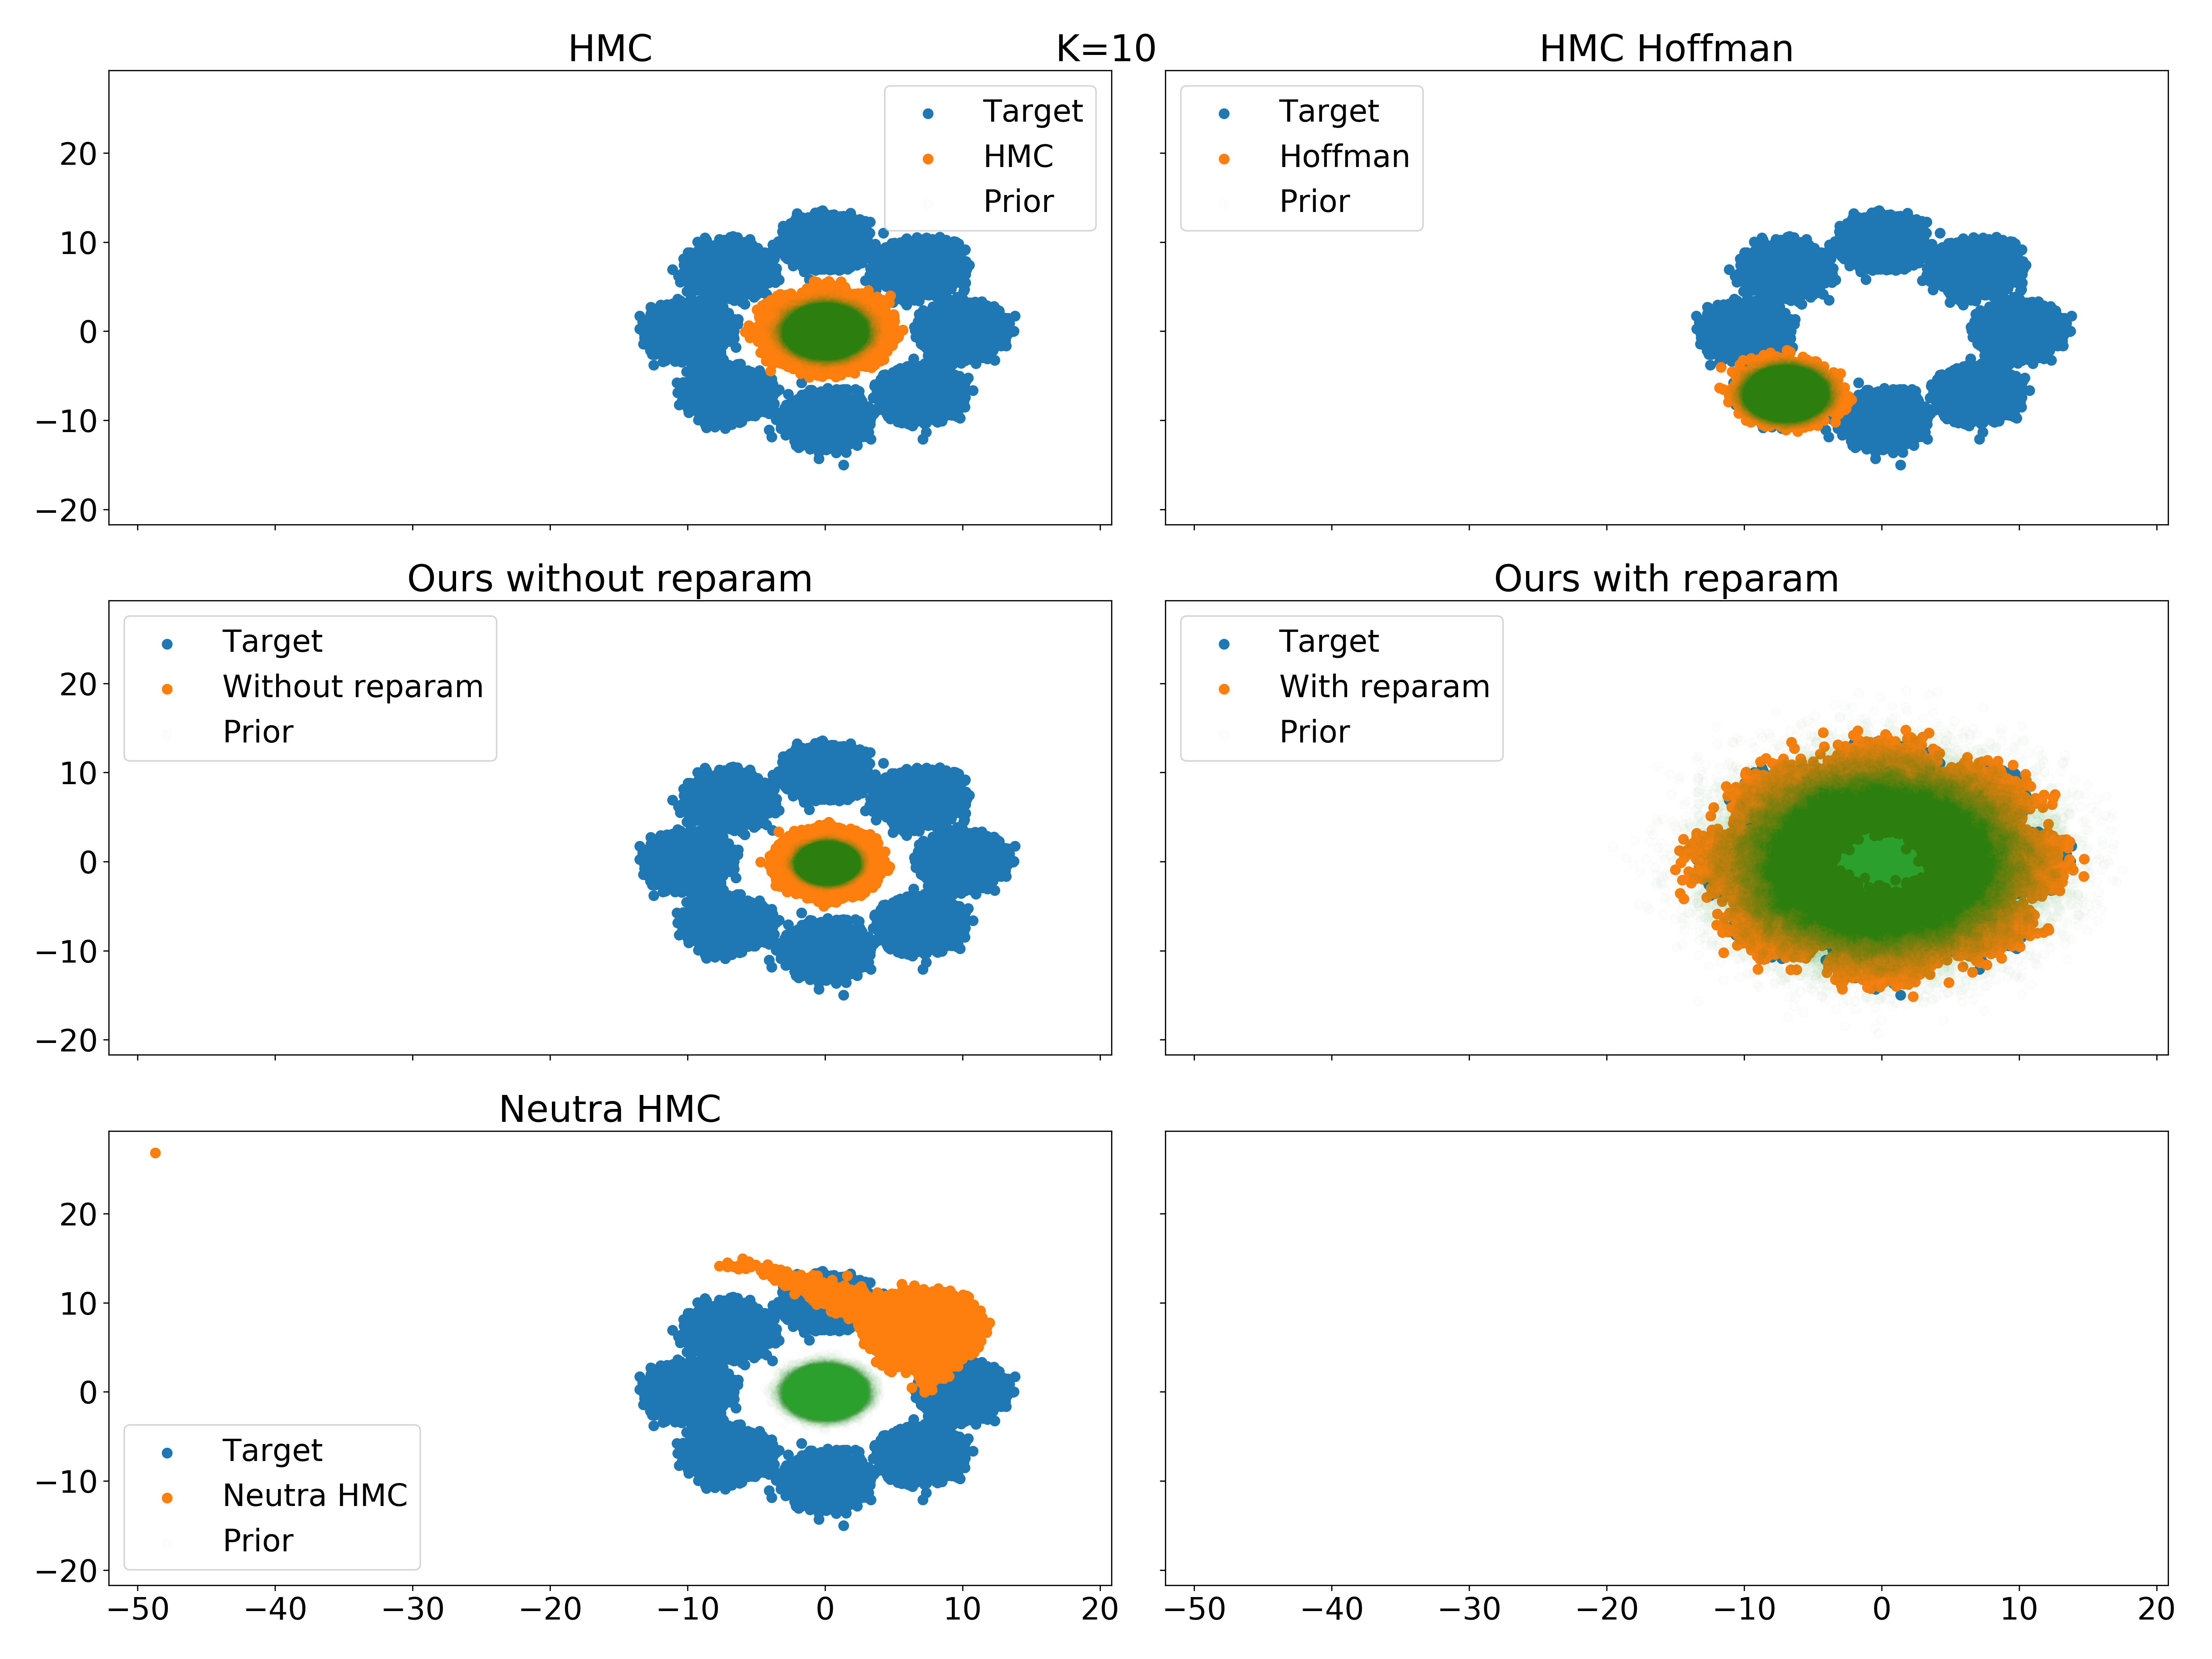 K=10
HMC
Target
HMC
Prior
20
10
0
−10
−20
HMC Hoffman
Target
Hoffman
Prior
Ours without reparam
Target
Without reparam
Prior
20
10
0
−10
−20
Ours with reparam
Target
With reparam
Prior
Neutra HMC
Target
Neutra HMC
Prior
20
10
0
−10
−20
−50 −40 −30 −20 −10 0 10 20
−50 −40 −30 −20 −10 0 10 20